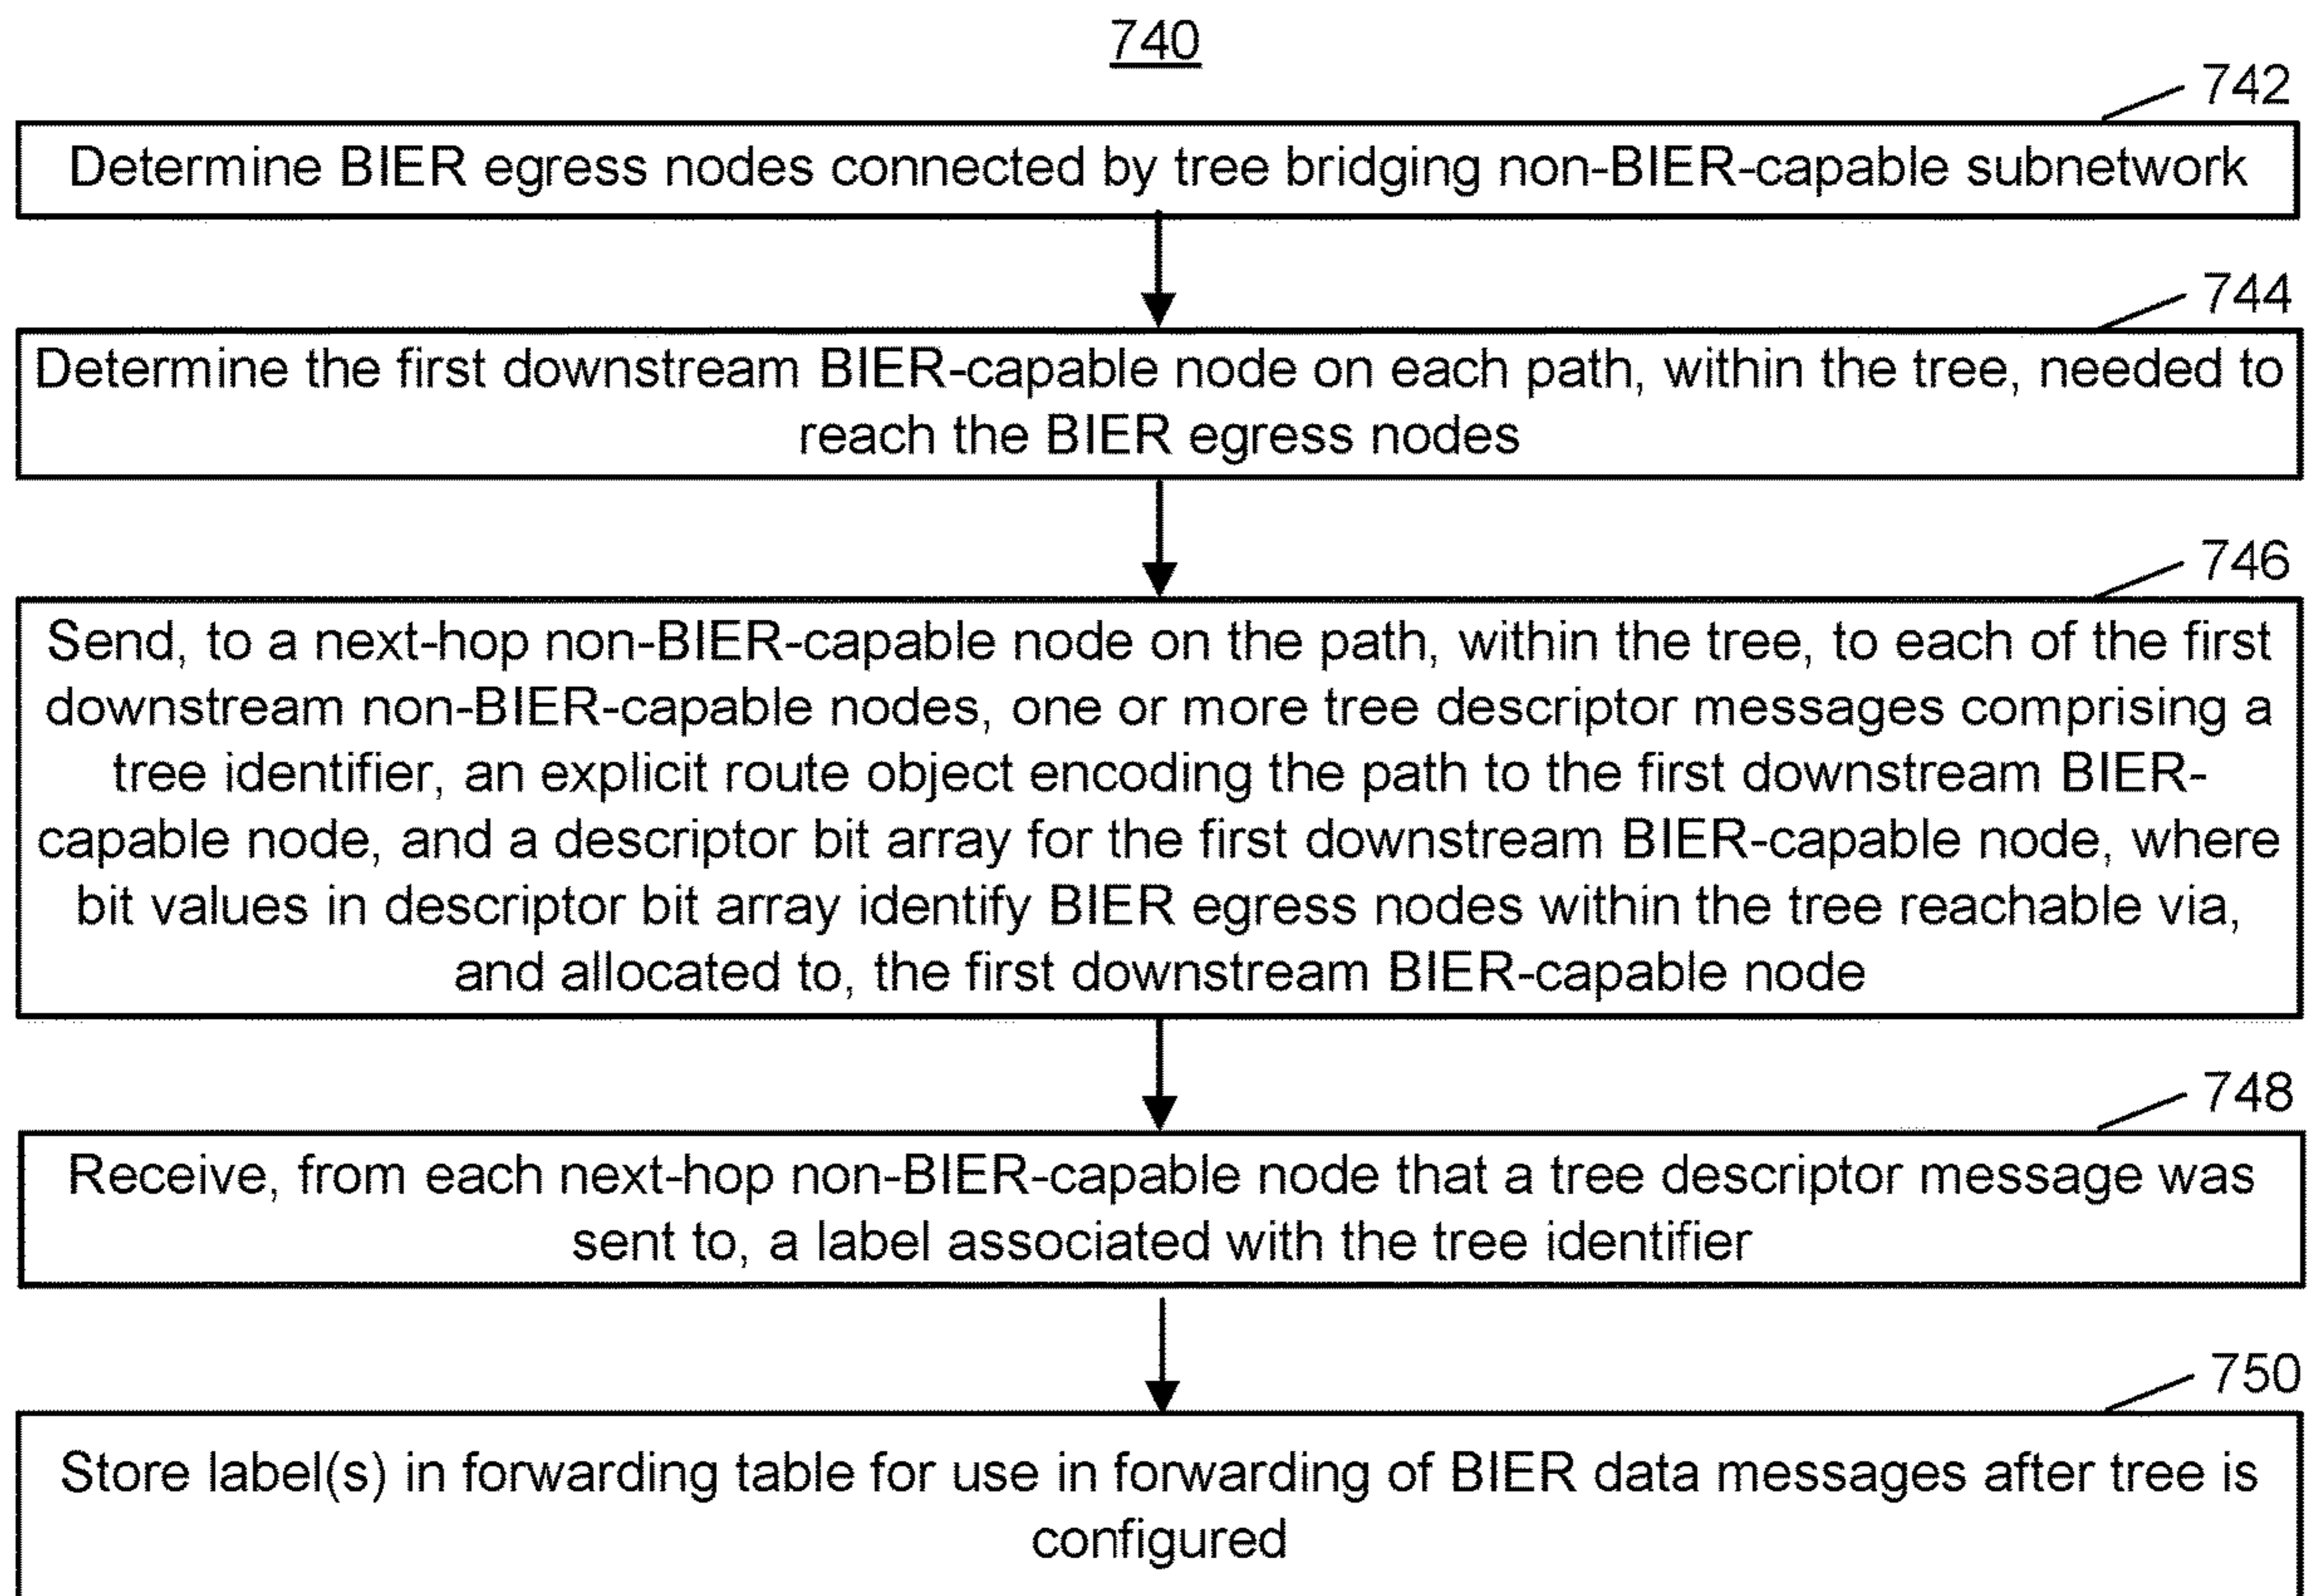 740
742
Determine BIER egress nodes connected by tree bridging non-BIER-capable subnetwork
744
Determine the first downstream BIER-capable node on each path, within the tree, needed to
reach the BIER egress nodes
746
Send, to a next-hop non-BIER-capable node on the path, within the tree, to each of the first
downstream non-BIER-capable nodes, one or more tree descriptor messages comprising a
tree identifier, an explicit route object encoding the path to the first downstream BIER-
capable node, and a descriptor bit array for the first downstream BIER-capable node, where
bit values in descriptor bit array identify BIER egress nodes within the tree reachable via,
and allocated to, the first downstream BIER-capable node
748
Receive, from each next-hop non-BIER-capable node that a tree descriptor message was
sent to, a label associated with the tree identifier
750
Store label(s) in forwarding table for use in forwarding of BIER data messages after tree is
configured